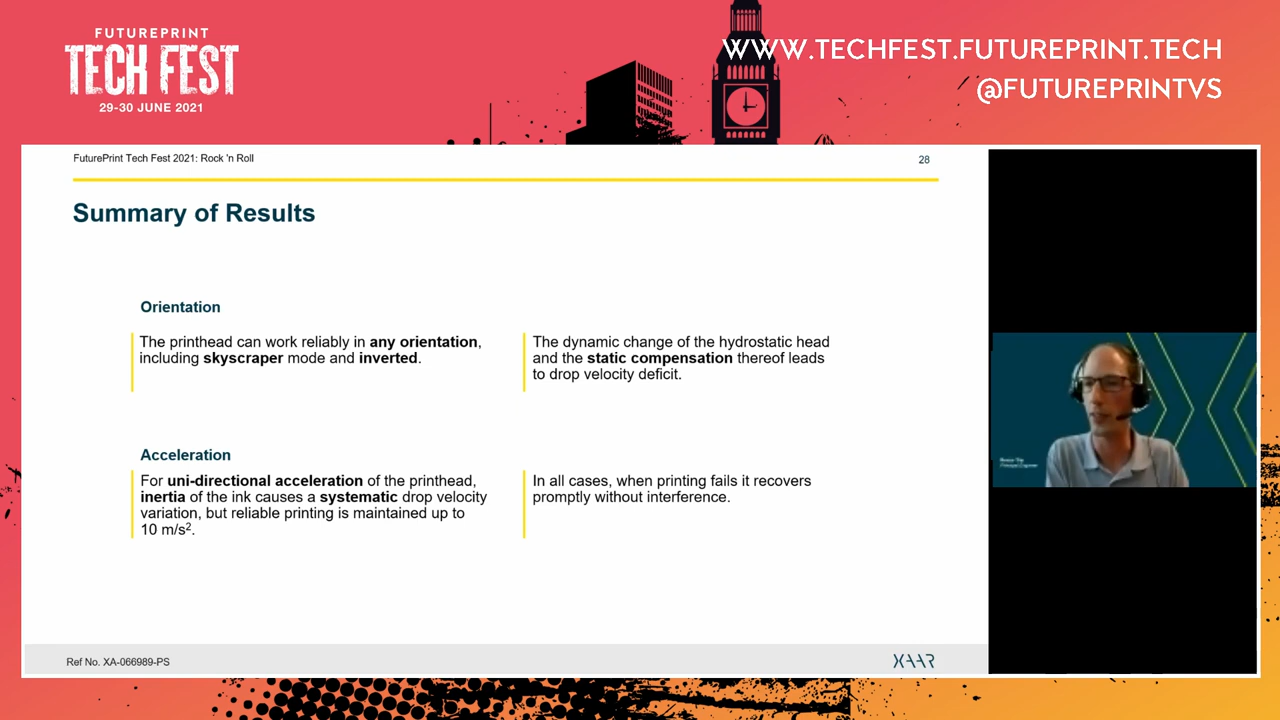 FUTUREPRINT
TECH FEST
29-30 JUNE 2021
WWW.TECHFEST.FUTUREPRINT.TECH
@FUTUREPRINTVS
FuturePrint Tech Fest 2021: Rock 'n Roll
28
Summary of Results
Orientation
The printhead can work reliably in any orientation,
including skyscraper mode and inverted.
The dynamic change of the hydrostatic head
and the static compensation thereof leads
to drop velocity deficit.
Acceleration
For uni-directional acceleration of the printhead,
inertia of the ink causes a systematic drop velocity
variation, but reliable printing is maintained up to
10 m/s².
In all cases, when printing fails it recovers
promptly without interference.
Principal Engineer
Ref No. XA-066989-PS
XAAR